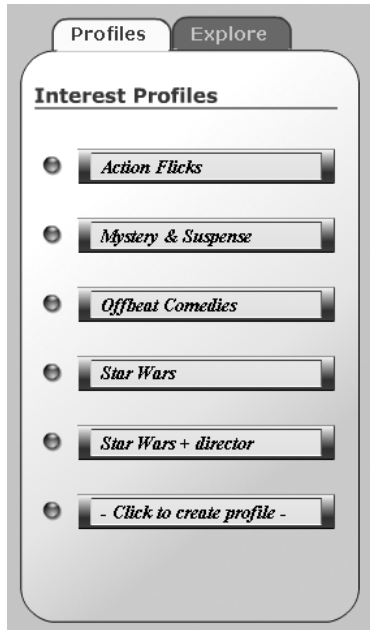 Profiles Explore
Interest Profiles
Action Flicks
Mystery & Suspense
Offbeat Comedies
Star Wars
Star Wars + director
- Click to create profile -